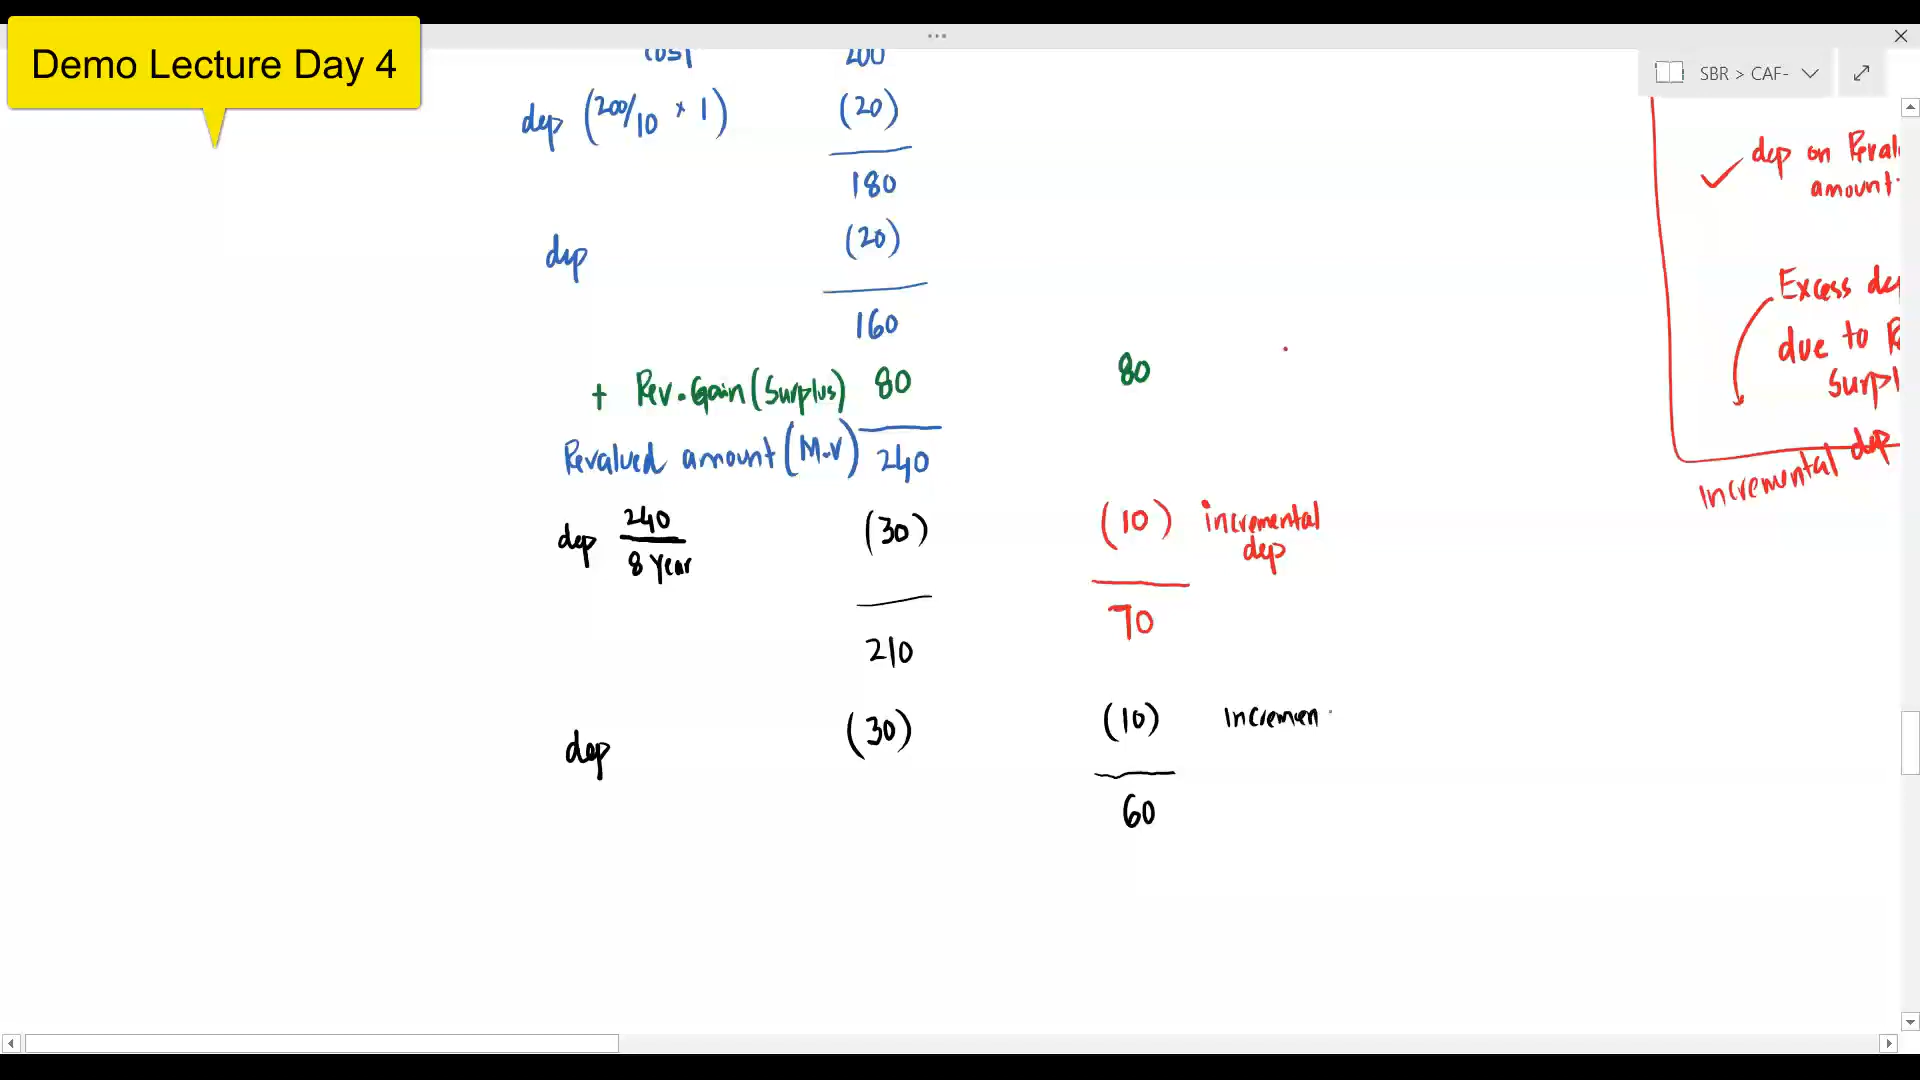 Demo Lecture Day 4
SBR > CAF-
cost 200
dep (200/10 × 1) (20)
180
dep (20)
160
+ Rev. Gain (Surplus) 80 80
Revalued amount (M.V) 240
dep 240/8 Year (30) (10) incremental dep
210 70
dep (30) (10) Incremen
60
dep on Reval
amount.
Excess de
due to R
Surpl
Incremental dep